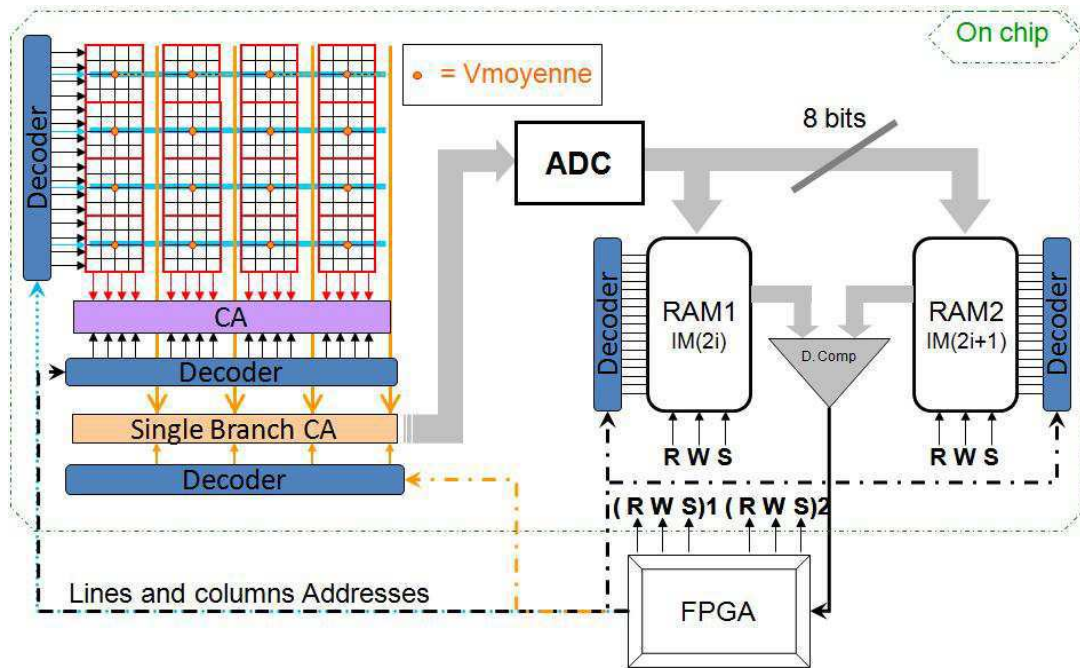 On chip
= Vmoyenne
8 bits
Decoder
ADC
Decoder
RAM1
IM(2i)
RAM2
IM(2i+1)
Decoder
CA
D. Comp
Decoder
Single Branch CA
R W S
R W S
Decoder
( R W S)1 ( R W S)2
Lines and columns Addresses
FPGA